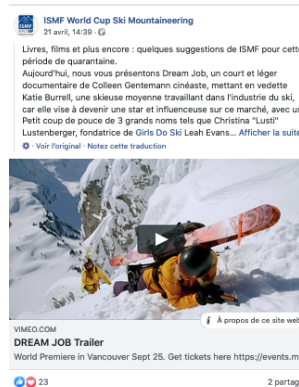 ISMF World Cup Ski Mountaineering
21 avril, 14:39 ·
Livres, films et plus encore : quelques suggestions de ISMF pour cette
période de quarantaine.
Aujourd'hui, nous vous présentons Dream Job, un court et léger
documentaire de Colleen Gentemann cinéaste, mettant en vedette
Katie Burrell, une skieuse moyenne travaillant dans l'industrie du ski,
car elle vise à devenir une star et influenceuse sur ce marché, avec u
Petit coup de pouce de 3 grands noms tels que Christina "Lusti"
Lustenberger, fondatrice de Girls Do Ski Leah Evans... Afficher la suite
· Voir l'original · Notez cette traduction
À propos de ce site web
VIMEO.COM
DREAM JOB Trailer
World Premiere in Vancouver Sept 25. Get tickets here https://events.m
23
2 partag